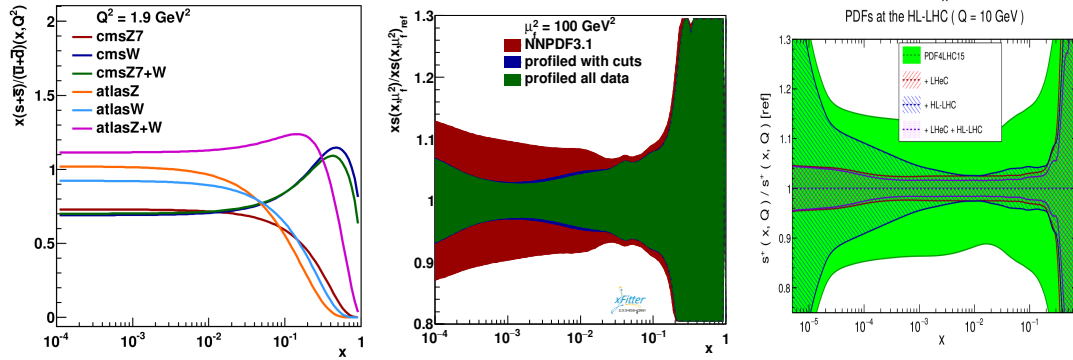 Q² = 1.9 GeV²
cmsZ7
cmsW
cmsZ7+W
atlasZ
atlasW
atlasZ+W
x(s+s̅)/(u̅+d̅)(x,Q²)
2
1.5
1
0.5
0
10⁻⁴ 10⁻³ 10⁻² 10⁻¹ 1
x
μ_f² = 100 GeV²
NNPDF3.1
profiled with cuts
profiled all data
xs(x,μ_f²)/xs(x,μ_f²)_ref
1.3
1.2
1.1
1
0.9
0.8
xFitter
10⁻⁴ 10⁻³ 10⁻² 10⁻¹ 1
x
PDFs at the HL-LHC ( Q = 10 GeV )
PDF4LHC15
+ LHeC
+ HL-LHC
+ LHeC + HL-LHC
s⁺ ( x, Q ) / s⁺ ( x, Q ) [ref]
1.3
1.2
1.1
1
0.9
0.8
10⁻⁵ 10⁻⁴ 10⁻³ 10⁻² 10⁻¹
x